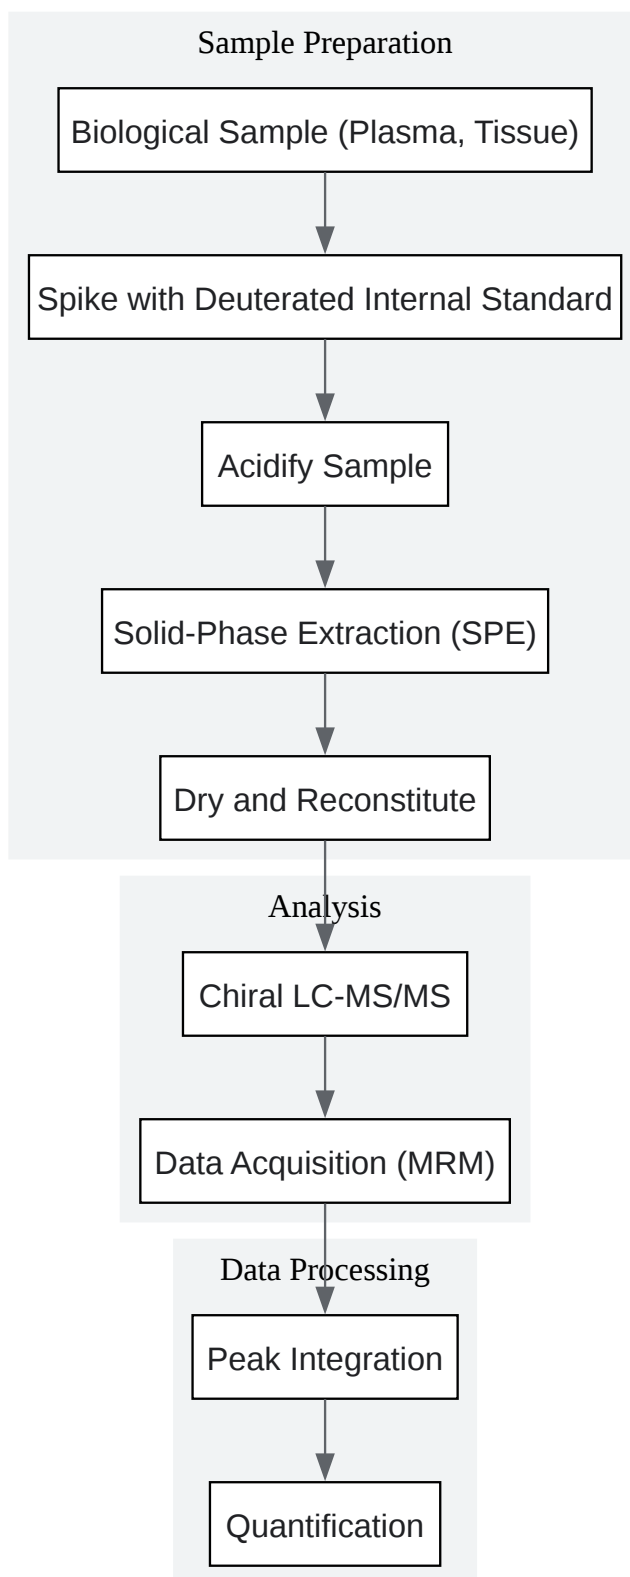 Sample Preparation
Biological Sample (Plasma, Tissue)
Spike with Deuterated Internal Standard
Acidify Sample
Solid-Phase Extraction (SPE)
Dry and Reconstitute
Analysis
Chiral LC-MS/MS
Data Acquisition (MRM)
Data Processing
Peak Integration
Quantification